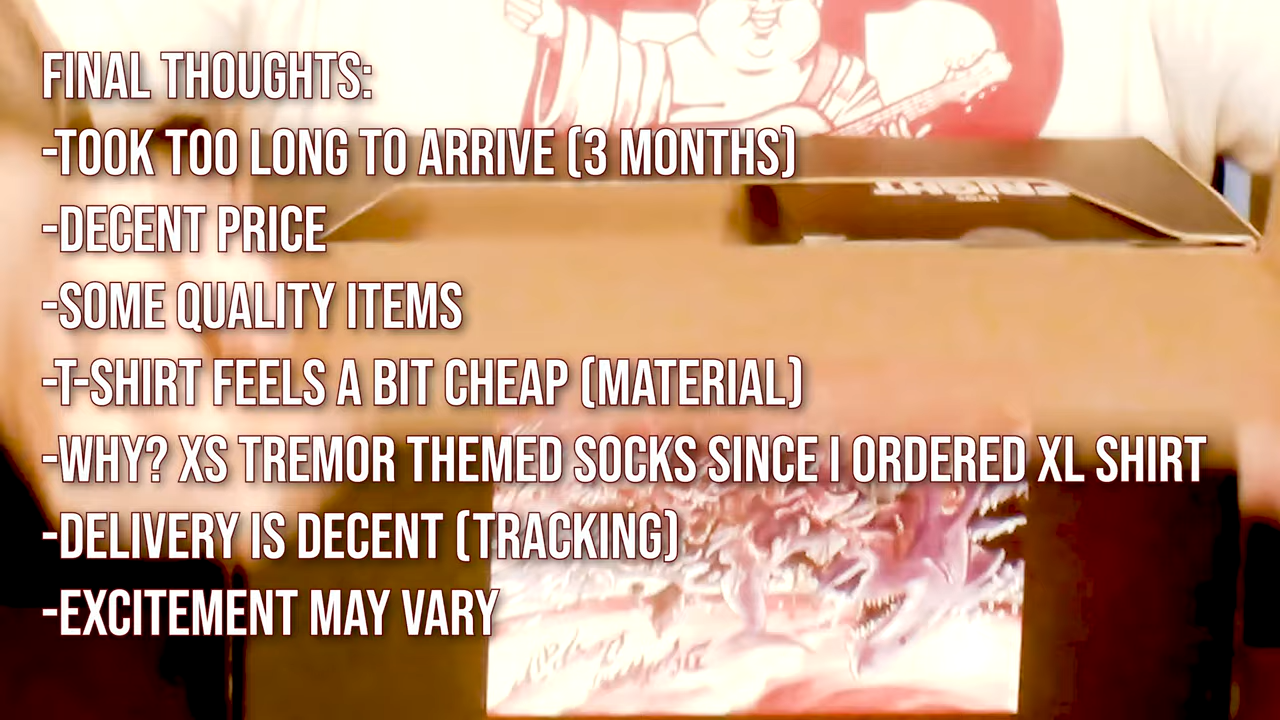 FINAL THOUGHTS:
-TOOK TOO LONG TO ARRIVE (3 MONTHS)
-DECENT PRICE
-SOME QUALITY ITEMS
-T-SHIRT FEELS A BIT CHEAP (MATERIAL)
-WHY? XS TREMOR THEMED SOCKS SINCE I ORDERED XL SHIRT
-DELIVERY IS DECENT (TRACKING)
-EXCITEMENT MAY VARY
FRIGHT